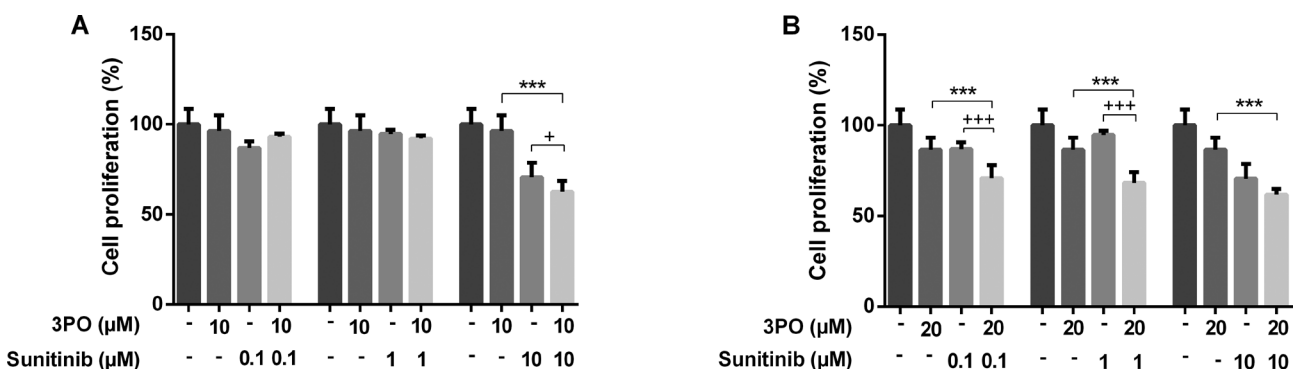 A
Cell proliferation (%)
150
100
50
0
***
+
3PO (µM) - 10 - 10 - 10 - 10 - 10 - 10
Sunitinib (µM) - - 0.1 0.1 - - 1 1 - - 10 10
B
Cell proliferation (%)
150
100
50
0
***
+++
***
+++
***
3PO (µM) - 20 - 20 - 20 - 20 - 20 - 20
Sunitinib (µM) - - 0.1 0.1 - - 1 1 - - 10 10